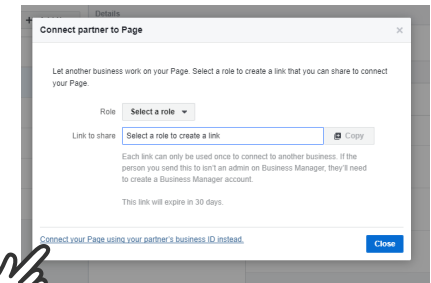 Details
Connect partner to Page
Let another business work on your Page. Select a role to create a link that you can share to connect
your Page.
Role Select a role
Link to share Select a role to create a link Copy
Each link can only be used once to connect to another business. If the
person you send this to isn't an admin on Business Manager, they'll need
to create a Business Manager account.
This link will expire in 30 days.
Connect your Page using your partner's business ID instead.
Close